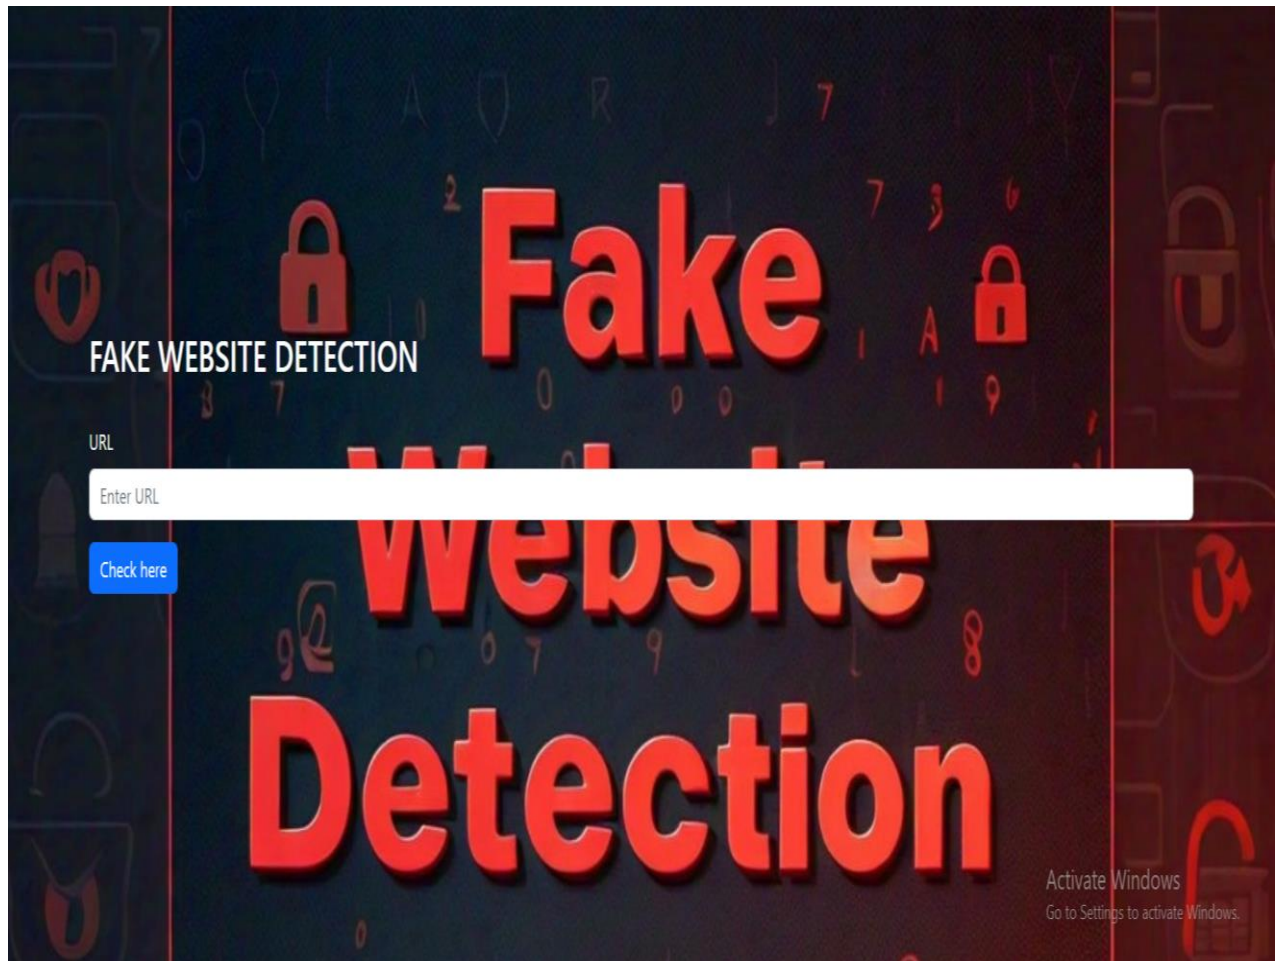 Fake
FAKE WEBSITE DETECTION
URL
Enter URL
Website
Check here
Detection
Activate Windows
Go to Settings to activate Windows.